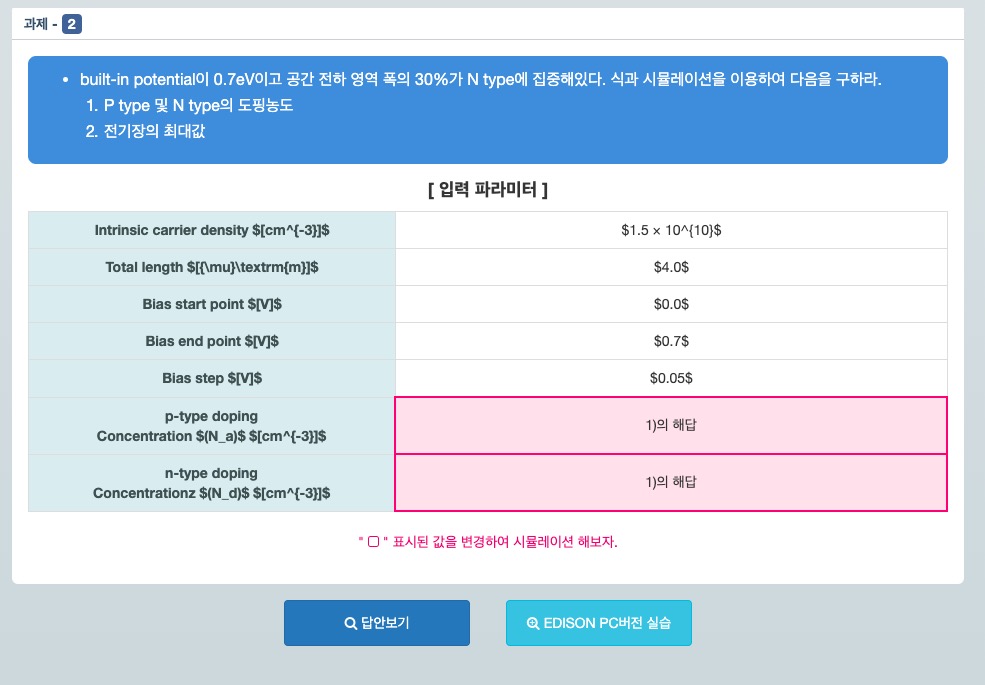 과제 - 2
• built-in potential이 0.7eV이고 공간 전하 영역 폭의 30%가 N type에 집중해있다. 식과 시뮬레이션을 이용하여 다음을 구하라.
1. P type 및 N type의 도핑농도
2. 전기장의 최대값
[ 입력 파라미터 ]
Intrinsic carrier density $[cm^{-3}]$ $1.5 × 10^{10}$
Total length $[{\mu}\textrm{m}]$ $4.0$
Bias start point $[V]$ $0.0$
Bias end point $[V]$ $0.7$
Bias step $[V]$ $0.05$
p-type doping
Concentration $(N_a)$ $[cm^{-3}]$ 1)의 해답
n-type doping
Concentrationz $(N_d)$ $[cm^{-3}]$ 1)의 해답
" ▢ " 표시된 값을 변경하여 시뮬레이션 해보자.
답안보기 EDISON PC버전 실습